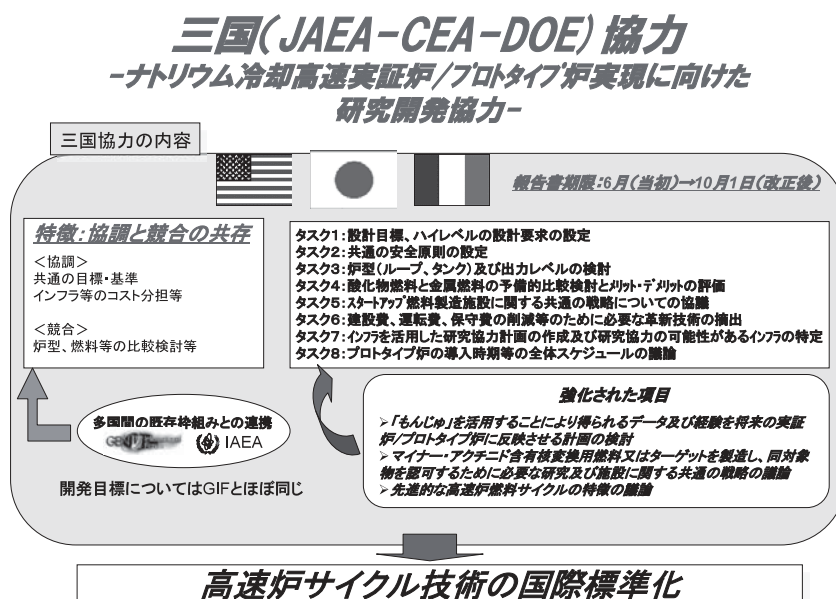 三国(JAEA-CEA-DOE)協力
-ナトリウム冷却高速実証炉/プロトタイプ炉実現に向けた
研究開発協力-
三国協力の内容
報告書期限:6月(当初)→10月1日(改正後)
特徴:協調と競合の共存
<協調>
共通の目標・基準
インフラ等のコスト分担等
<競合>
炉型、燃料等の比較検討等
タスク1:設計目標、ハイレベルの設計要求の設定
タスク2:共通の安全原則の設定
タスク3:炉型(ループ、タンク)及び出力レベルの検討
タスク4:酸化物燃料と金属燃料の予備的比較検討とメリット・デメリットの評価
タスク5:スタートアップ燃料製造施設に関する共通の戦略についての協議
タスク6:建設費、運転費、保守費の削減等のために必要な革新技術の摘出
タスク7:インフラを活用した研究協力計画の作成及び研究協力の可能性があるインフラの特定
タスク8:プロトタイプ炉の導入時期等の全体スケジュールの議論
多国間の既存枠組みとの連携
IAEA
開発目標についてはGIFとほぼ同じ
強化された項目
➢「もんじゅ」を活用することにより得られるデータ及び経験を将来の実証
炉/プロトタイプ炉に反映させる計画の検討
➢マイナー・アクチニド含有核変換用燃料又はターゲットを製造し、同対象
物を認可するために必要な研究及び施設に関する共通の戦略の議論
➢先進的な高速炉燃料サイクルの特徴の議論
高速炉サイクル技術の国際標準化